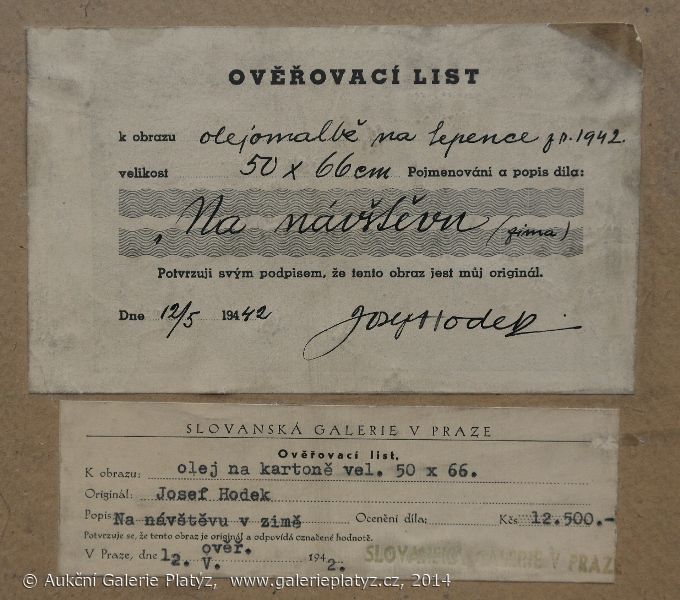 OVĚŘOVACÍ LIST
k obrazu olejomalbě na lepence z r. 1942.
velikost 50 x 66 cm Pojmenování a popis díla:
„Na návštěvu (zima)
Potvrzuji svým podpisem, že tento obraz jest můj originál.
Dne 12/5 1942 Josef Hodek
SLOVANSKÁ GALERIE V PRAZE
Ověřovací list.
K obrazu: olej na kartoně vel. 50 x 66.
Originál: Josef Hodek
Popis: Na návětěvu v zimě Ocenění díla: Kčs 12.500.-
Potvrzuje se, že tento obraz je originál a odpovídá označené hodnotě.
ověř.
V Praze, dne 12. V. 1942. SLOVANSKÁ GALERIE V PRAZE
© Aukční Galerie Platýz, www.galerieplatyz.cz, 2014